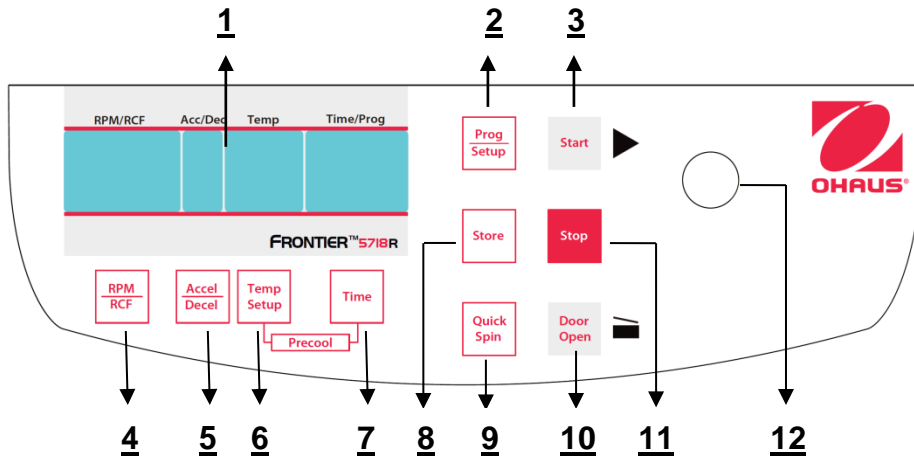 1 2 3
RPM/RCF Acc/Dec Temp Time/Prog
Prog
Setup
Start
OHAUS®
FRONTIER™5718R
Store
Stop
RPM
RCF
Accel
Decel
Temp
Setup
Time
Precool
Quick
Spin
Door
Open
4 5 6 7 8 9 10 11 12